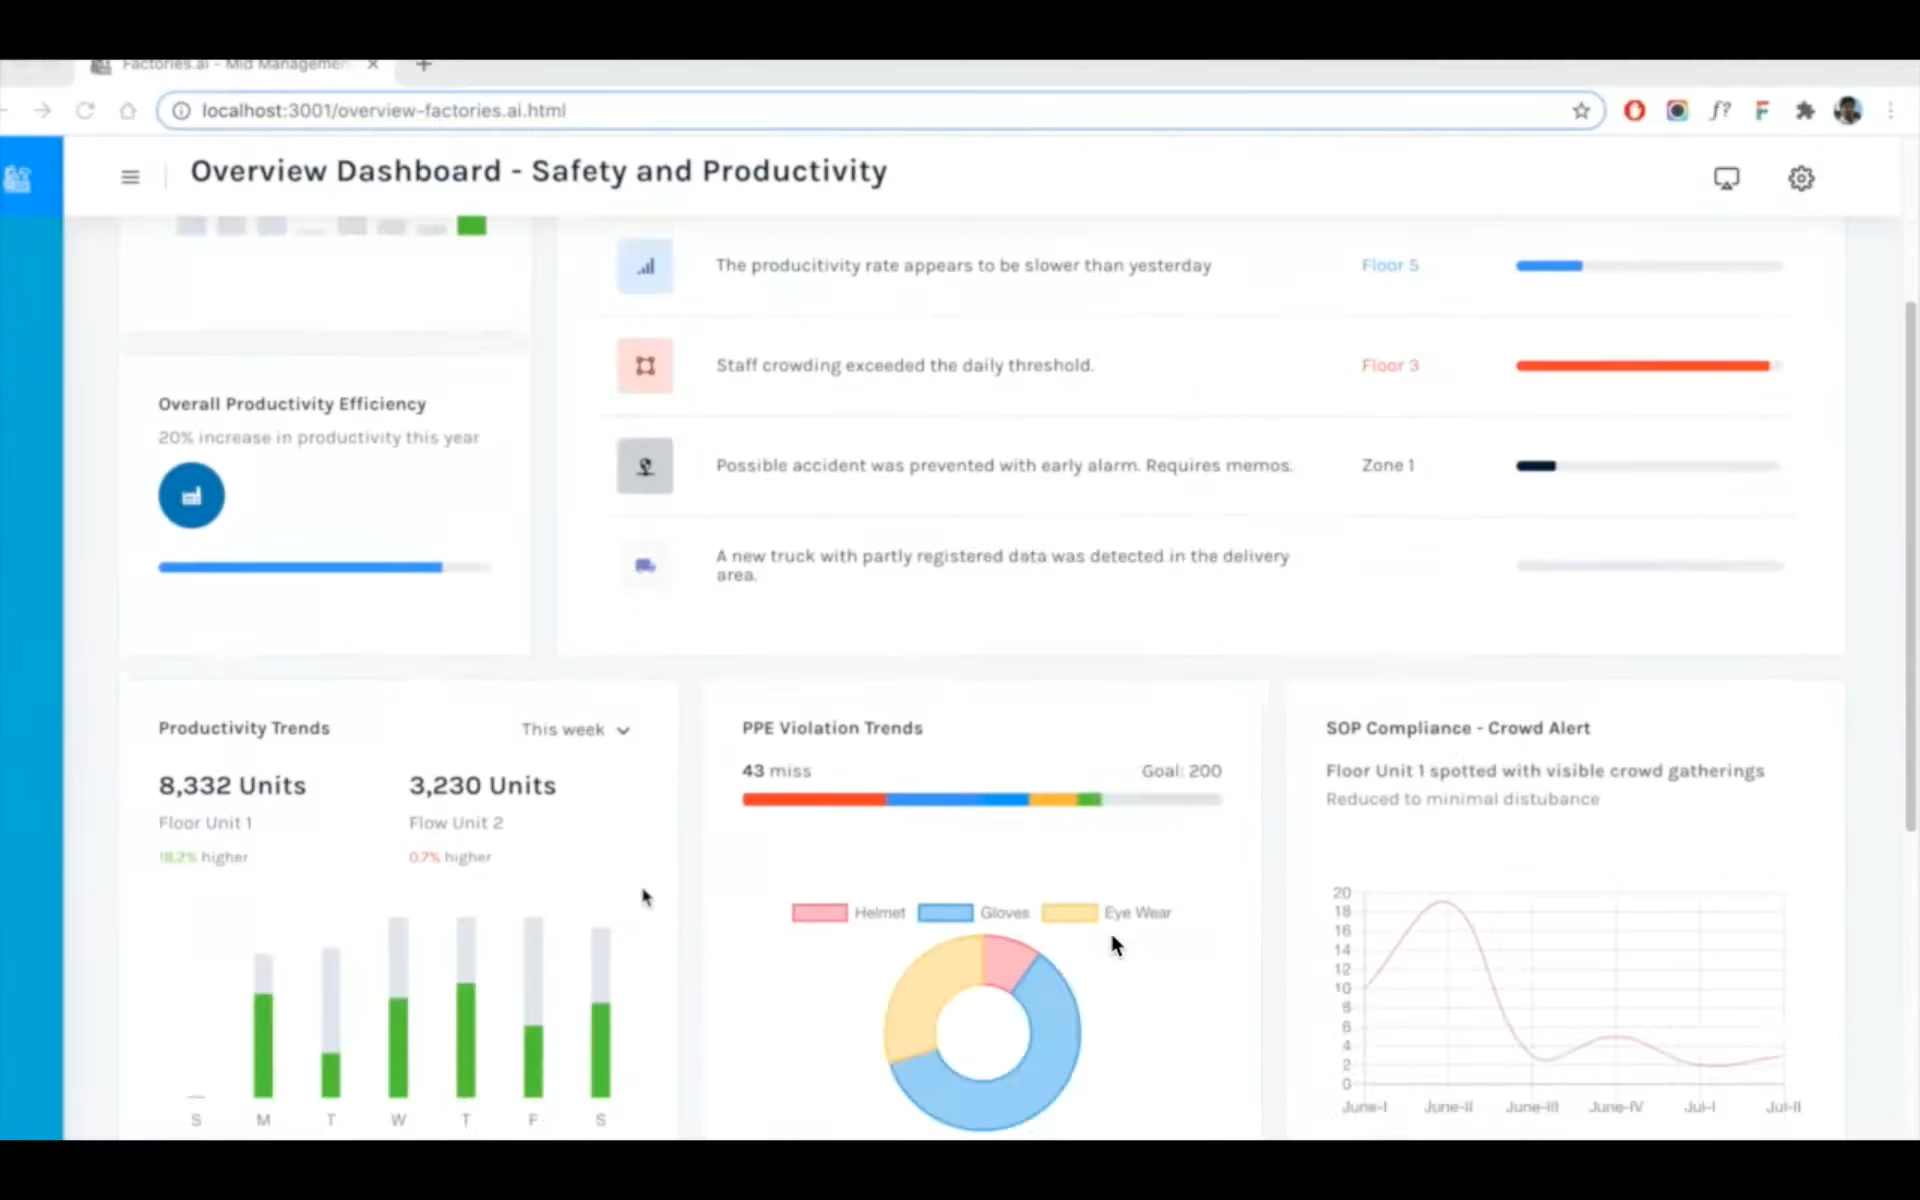 Factories.ai - Mid Managemen
localhost:3001/overview-factories.ai.html
f?
Overview Dashboard - Safety and Productivity
The producitivity rate appears to be slower than yesterday
Floor 5
Staff crowding exceeded the daily threshold.
Floor 3
Possible accident was prevented with early alarm. Requires memos.
Zone 1
A new truck with partly registered data was detected in the delivery
area.
Overall Productivity Efficiency
20% increase in productivity this year
Productivity Trends
This week
8,332 Units
3,230 Units
Floor Unit 1
Flow Unit 2
18.2% higher
0.7% higher
S M T W T F S
PPE Violation Trends
43 miss
Goal: 200
Helmet Gloves Eye Wear
SOP Compliance - Crowd Alert
Floor Unit 1 spotted with visible crowd gatherings
Reduced to minimal distubance
20
18
16
14
12
10
8
6
4
2
0
June-I June-II June-III June-IV Jul-I Jul-II